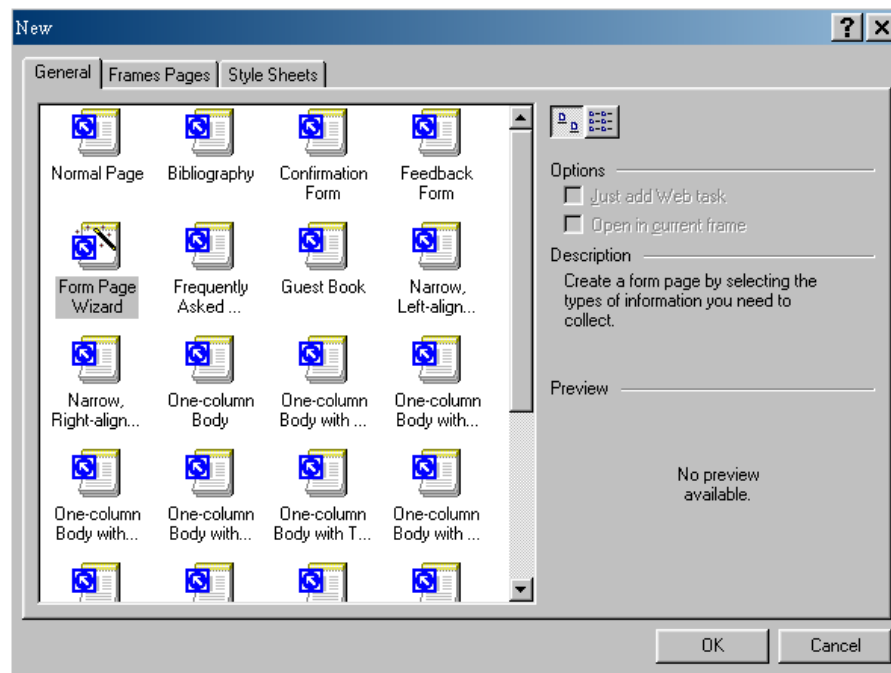 New
General Frames Pages Style Sheets
Normal Page Bibliography Confirmation Feedback
Form Form
Form Page Frequently Guest Book Narrow,
Wizard Asked ... Left-align...
Narrow, One-column One-column One-column
Right-align... Body Body with ... Body with...
One-column One-column One-column One-column
Body with... Body with... Body with T... Body with ...
Options
Just add Web task
Open in current frame
Description
Create a form page by selecting the
types of information you need to
collect.
Preview
No preview
available.
OK Cancel